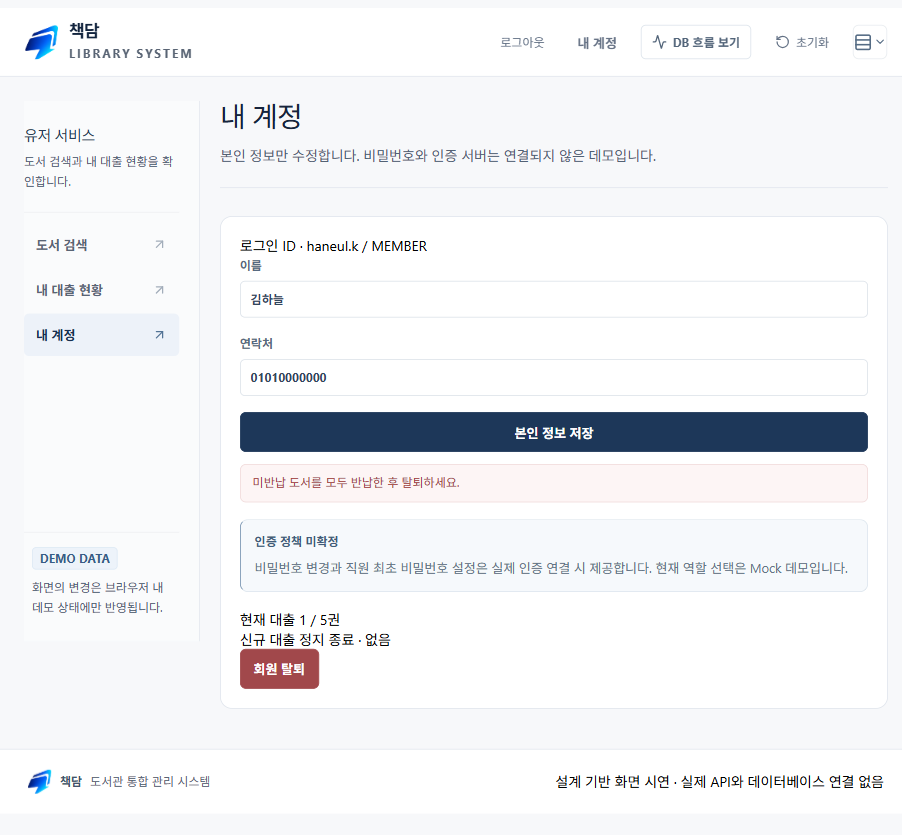 책담
LIBRARY SYSTEM
로그아웃
내 계정
DB 흐름 보기
초기화
유저 서비스
도서 검색과 내 대출 현황을 확
인합니다.
도서 검색
내 대출 현황
내 계정
DEMO DATA
화면의 변경은 브라우저 내
데모 상태에만 반영됩니다.
내 계정
본인 정보만 수정합니다. 비밀번호와 인증 서버는 연결되지 않은 데모입니다.
로그인 ID · haneul.k / MEMBER
이름
김하늘
연락처
01010000000
본인 정보 저장
미반납 도서를 모두 반납한 후 탈퇴하세요.
인증 정책 미확정
비밀번호 변경과 직원 최초 비밀번호 설정은 실제 인증 연결 시 제공합니다. 현재 역할 선택은 Mock 데모입니다.
현재 대출 1 / 5권
신규 대출 정지 종료 · 없음
회원 탈퇴
책담 도서관 통합 관리 시스템
설계 기반 화면 시연 · 실제 API와 데이터베이스 연결 없음